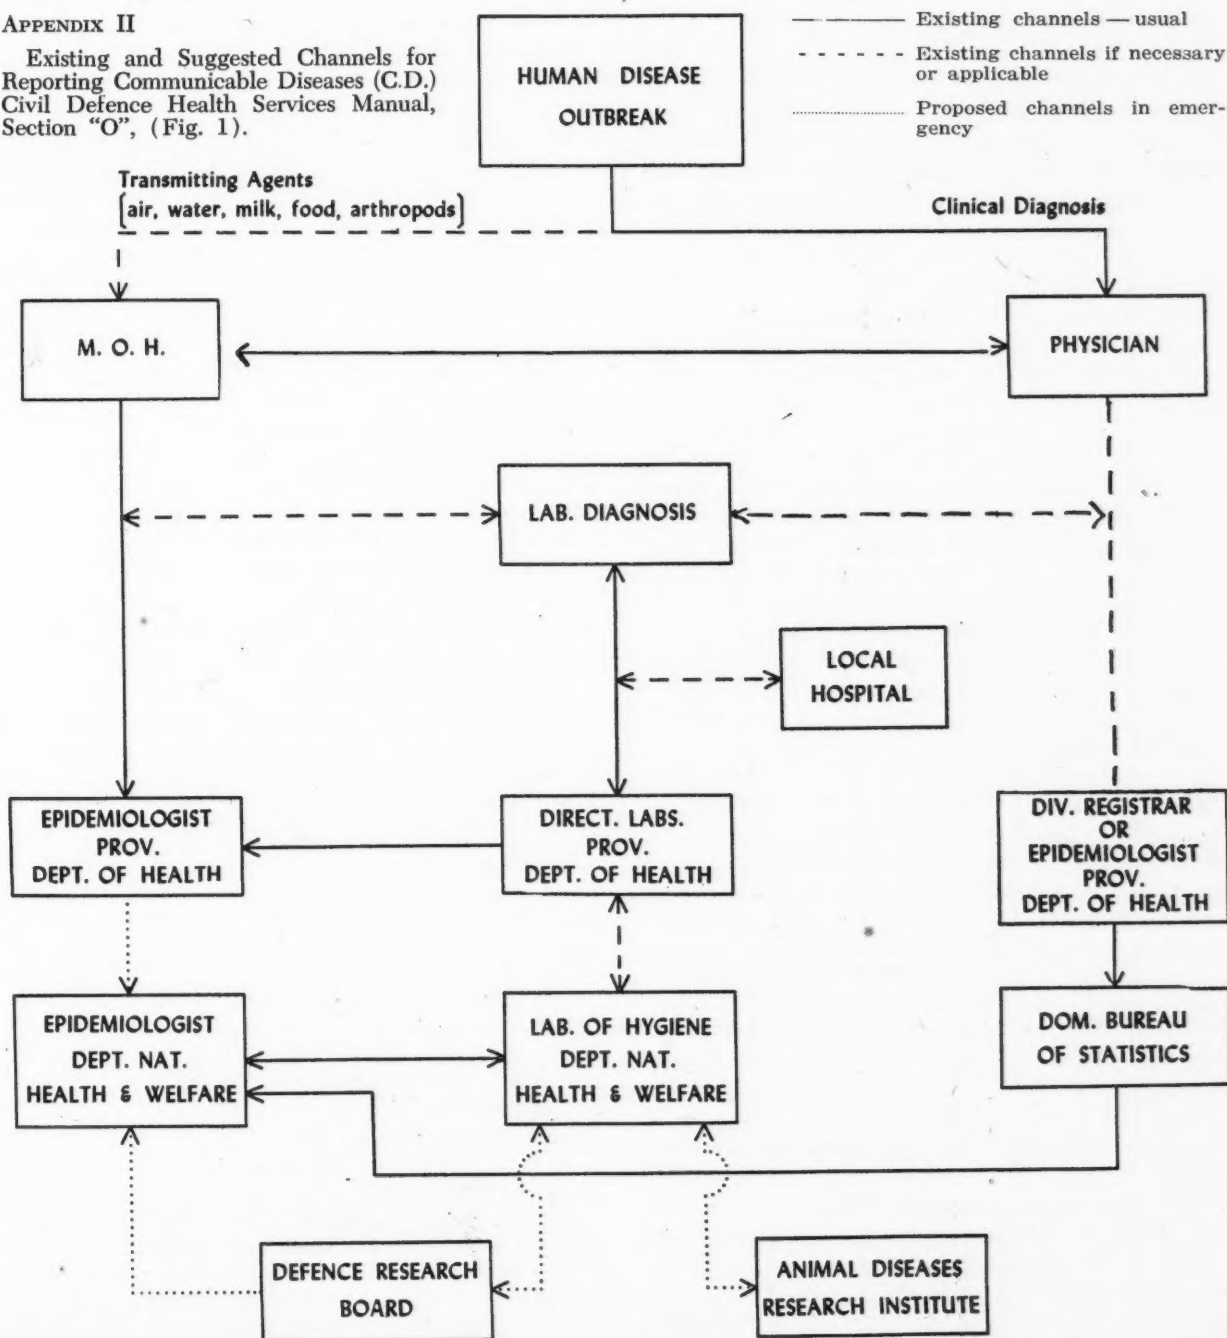 APPENDIX II
Existing and Suggested Channels for
Reporting Communicable Diseases (C.D.)
Civil Defence Health Services Manual,
Section "O", (Fig. 1).
HUMAN DISEASE
OUTBREAK
Existing channels — usual
Existing channels if necessary
or applicable
Proposed channels in emer-
gency
Transmitting Agents
[air, water, milk, food, arthropods]
Clinical Diagnosis
M. O. H.
PHYSICIAN
LAB. DIAGNOSIS
LOCAL
HOSPITAL
EPIDEMIOLOGIST
PROV.
DEPT. OF HEALTH
DIRECT. LABS.
PROV.
DEPT. OF HEALTH
DIV. REGISTRAR
OR
EPIDEMIOLOGIST
PROV.
DEPT. OF HEALTH
EPIDEMIOLOGIST
DEPT. NAT.
HEALTH & WELFARE
LAB. OF HYGIENE
DEPT. NAT.
HEALTH & WELFARE
DOM. BUREAU
OF STATISTICS
DEFENCE RESEARCH
BOARD
ANIMAL DISEASES
RESEARCH INSTITUTE